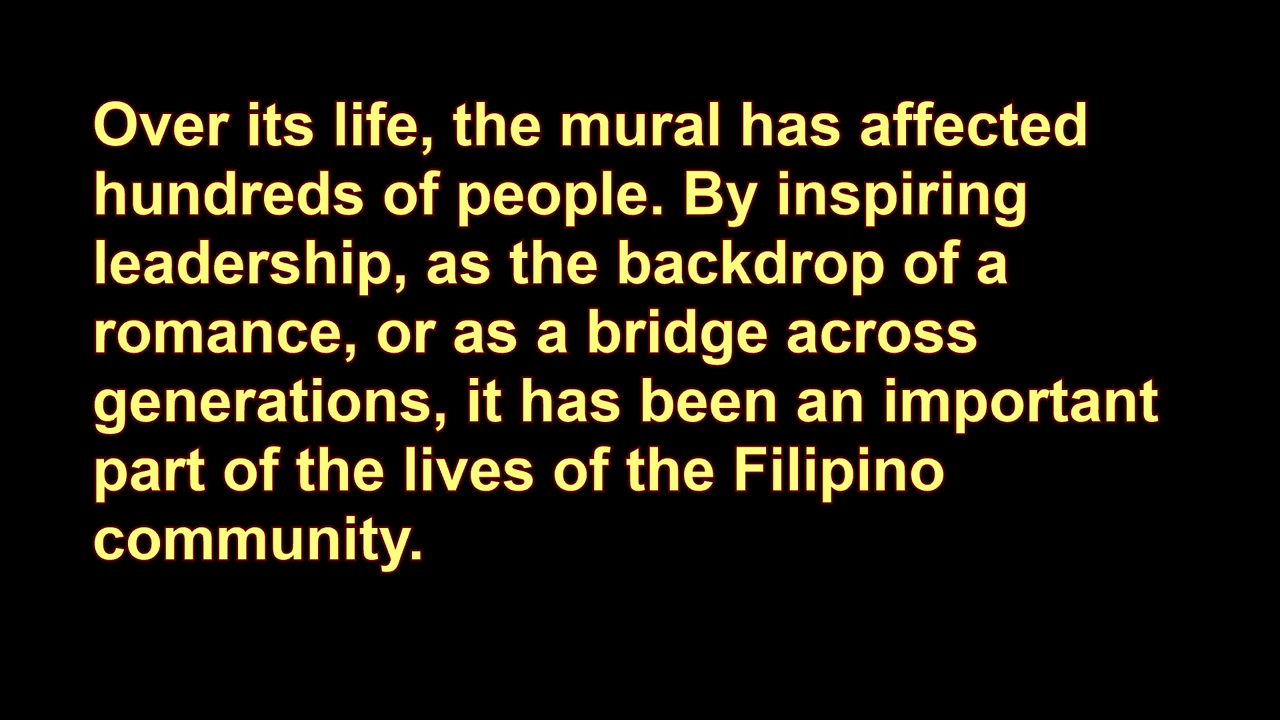 Over its life, the mural has affected
hundreds of people. By inspiring
leadership, as the backdrop of a
romance, or as a bridge across
generations, it has been an important
part of the lives of the Filipino
community.